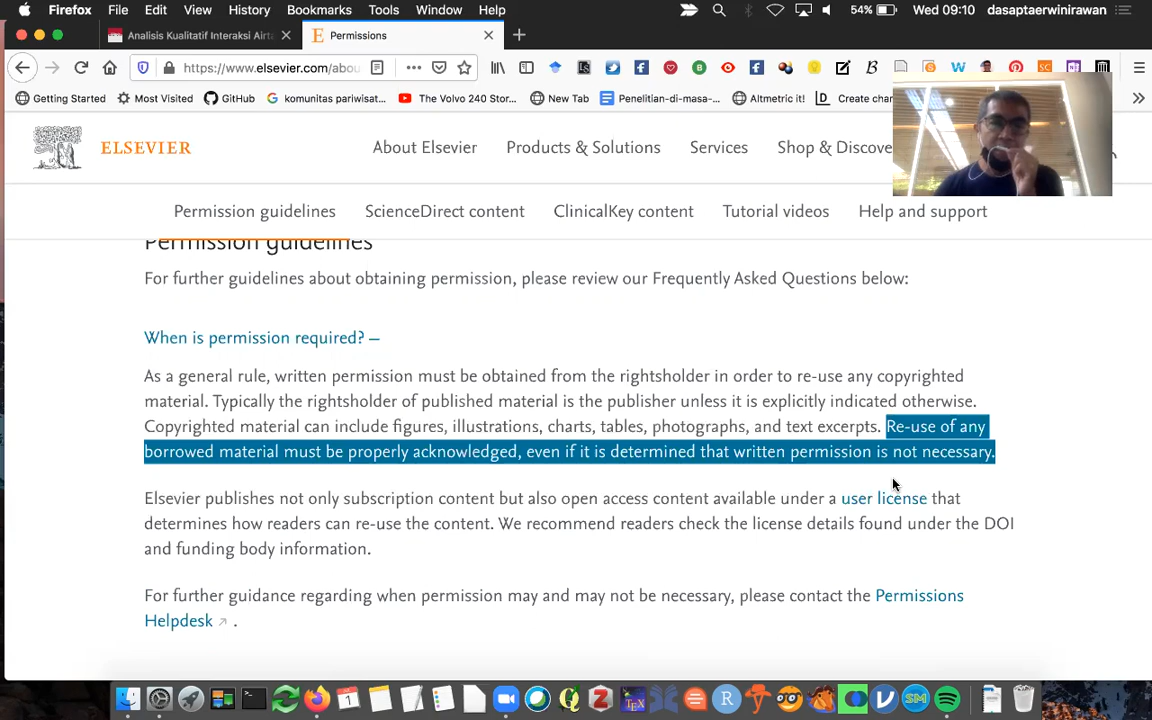 Firefox File Edit View History Bookmarks Tools Window Help 54% Wed 09:10 dasaptaerwinirawan
Analisis Kualitatif Interaksi Airta Permissions
https://www.elsevier.com/abou
Getting Started Most Visited GitHub komunitas pariwisat... The Volvo 240 Stor... New Tab Penelitian-di-masa-... Altmetric it! Create char
ELSEVIER About Elsevier Products & Solutions Services Shop & Discove
Permission guidelines ScienceDirect content ClinicalKey content Tutorial videos Help and support
Permission guidelines
For further guidelines about obtaining permission, please review our Frequently Asked Questions below:
When is permission required? —
As a general rule, written permission must be obtained from the rightsholder in order to re-use any copyrighted
material. Typically the rightsholder of published material is the publisher unless it is explicitly indicated otherwise.
Copyrighted material can include figures, illustrations, charts, tables, photographs, and text excerpts. Re-use of any
borrowed material must be properly acknowledged, even if it is determined that written permission is not necessary.
Elsevier publishes not only subscription content but also open access content available under a user license that
determines how readers can re-use the content. We recommend readers check the license details found under the DOI
and funding body information.
For further guidance regarding when permission may and may not be necessary, please contact the Permissions
Helpdesk .